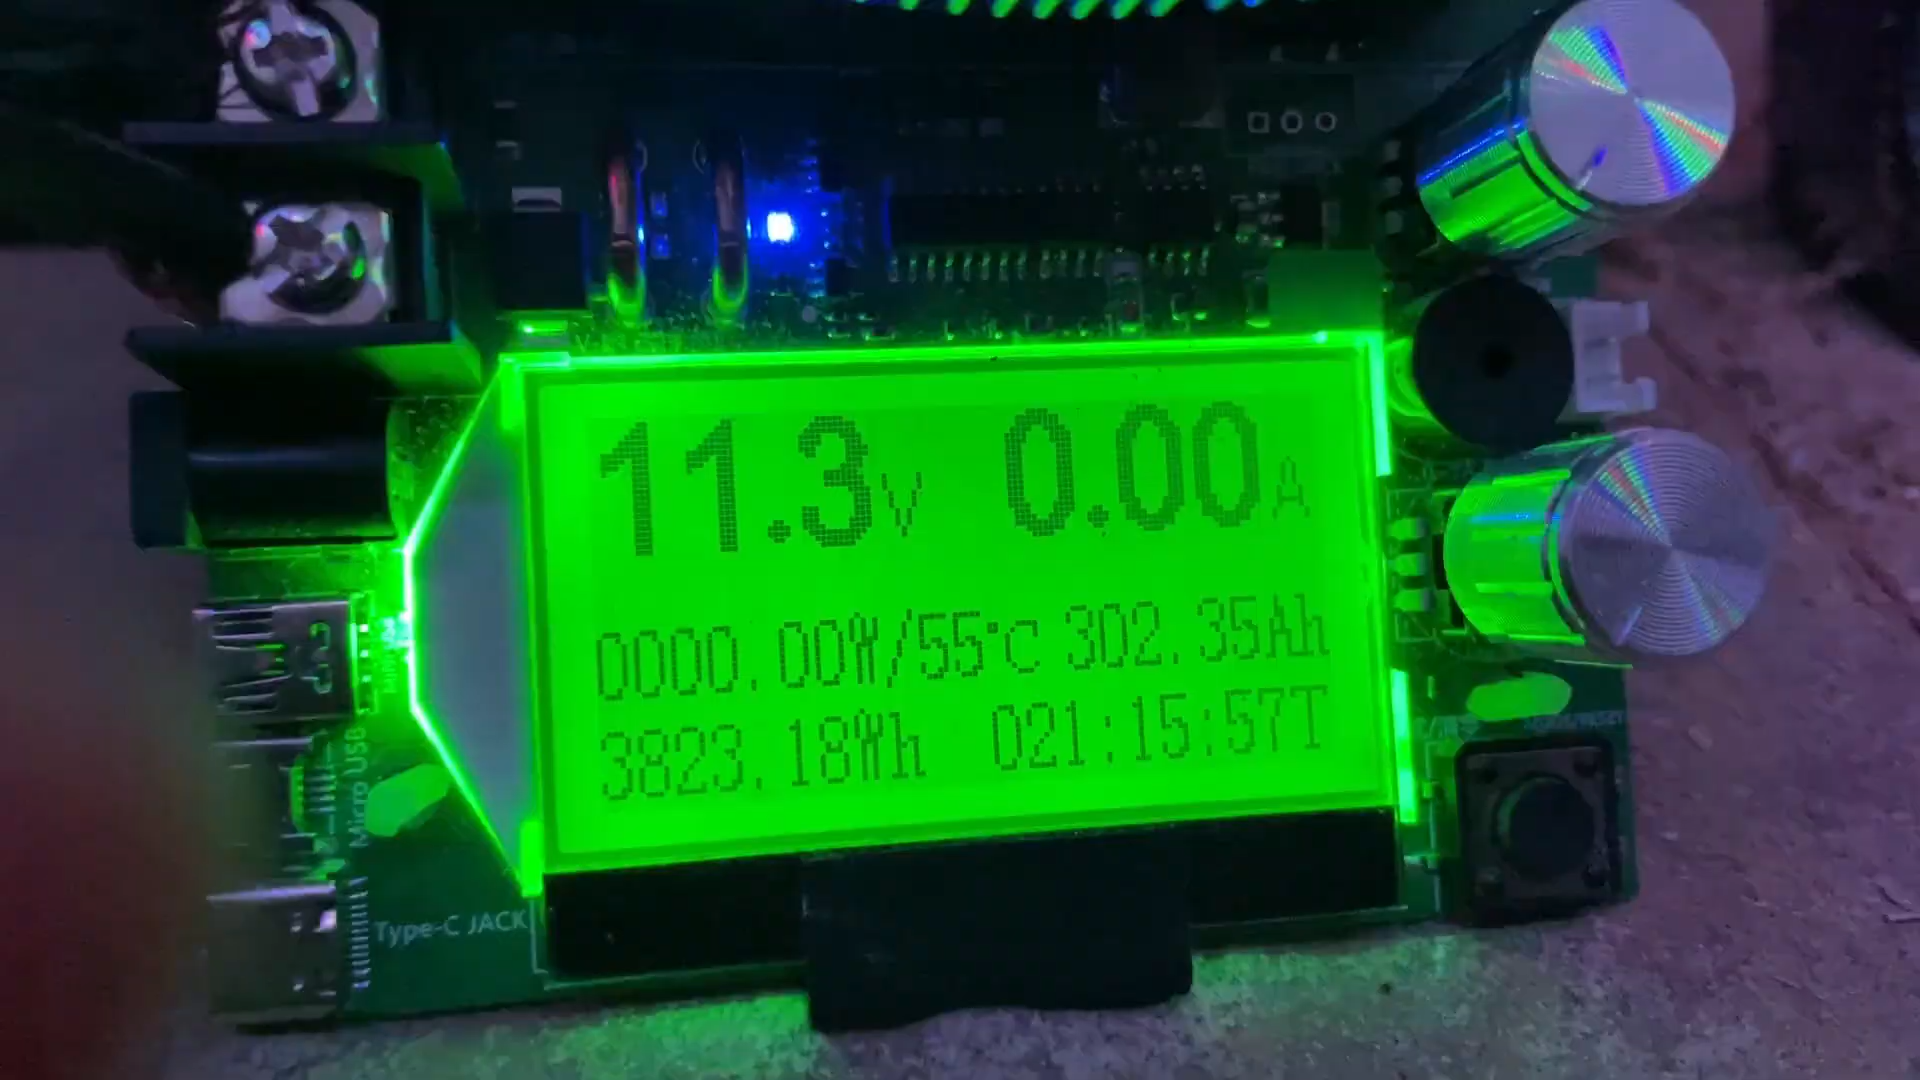 11.3V 0.00A
0000.00W/55℃ 302.35Ah
3823.18Wh 021:15:57T
Micro USB
Type-C JACK